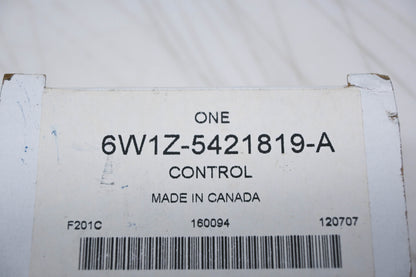 ONE
6W1Z-5421819-A
CONTROL
MADE IN CANADA
F201C 160094 120707